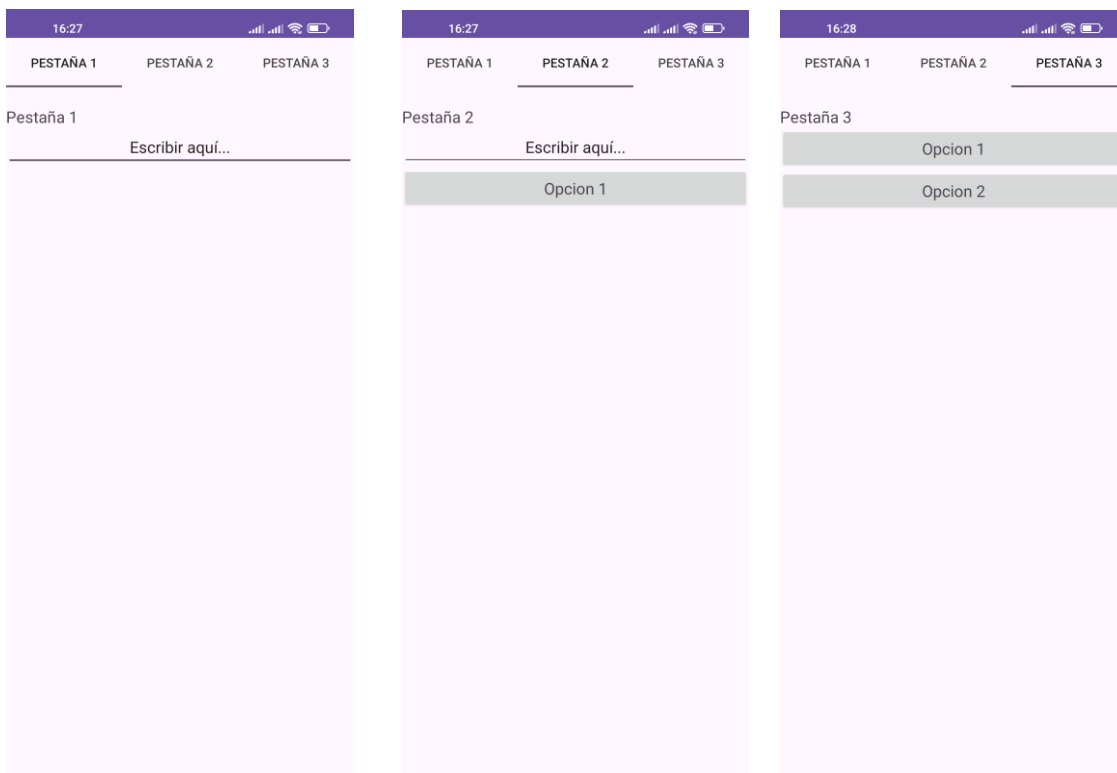 16:27
PESTAÑA 1 PESTAÑA 2 PESTAÑA 3
Pestaña 1
Escribir aquí...
16:27
PESTAÑA 1 PESTAÑA 2 PESTAÑA 3
Pestaña 2
Escribir aquí...
Opcion 1
16:28
PESTAÑA 1 PESTAÑA 2 PESTAÑA 3
Pestaña 3
Opcion 1
Opcion 2